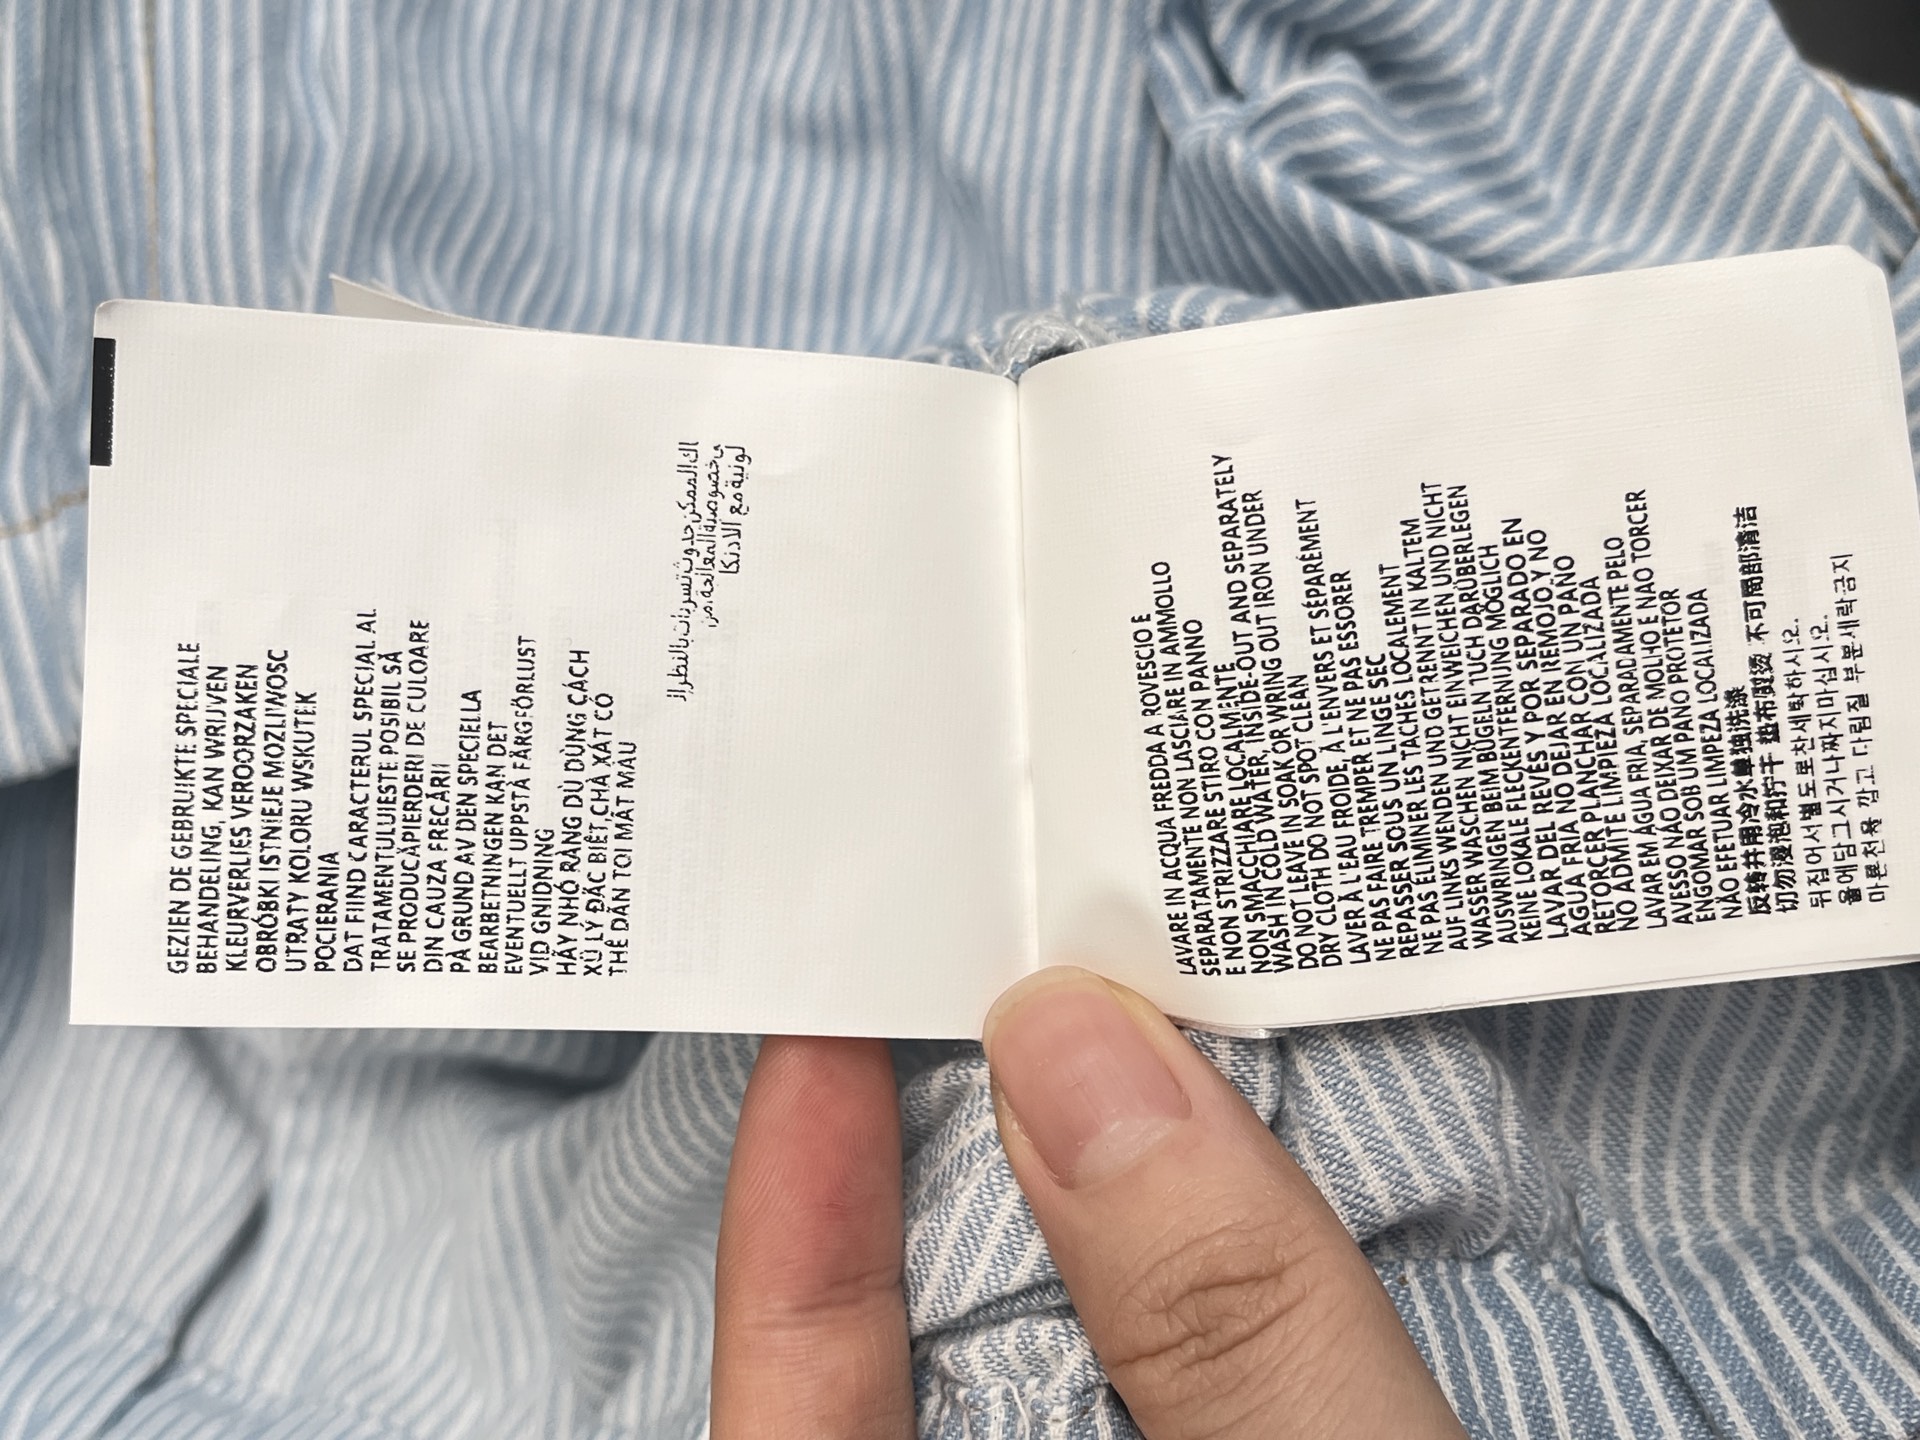 GEZIEN DE GEBRUIKTE SPECIALE
BEHANDELING, KAN WRIJVEN
KLEURVERLIES VEROORZAKEN
OBRÓBKI ISTNIEJE MOZLIWOSC
UTRATY KOLORU WSKUTEK
POCIERANIA
DAT FIIND CARACTERUL SPECIAL AL
TRATAMENTULUIESTE POSIBIL SĂ
SE PRODUCĂPIERDERI DE CULOARE
DIN CAUZA FRECĂRII
PÅ GRUND AV DEN SPECIELLA
BEARBETNINGEN KAN DET
EVENTUELLT UPPSTÅ FÄRGFÖRLUST
VID GNIDNING
HÃY NHỚ RẰNG DÙ DÙNG CÁCH
XỬ LÝ ĐẶC BIỆT,CHÀ XÁT CÓ
THỂ DẪN TỚI MẤT MÀU
LAVARE IN ACQUA FREDDA A ROVESCIO E
SEPARATAMENTE NON LASCIARE IN AMMOLLO
E NON STRIZZARE STIRO CON PANNO
NON SMACCHIARE LOCALMENTE
WASH IN COLD WATER, INSIDE-OUT AND SEPARATELY
DO NOT LEAVE IN SOAK OR WRING OUT IRON UNDER
DRY CLOTH DO NOT SPOT CLEAN
LAVER À L'EAU FROIDE, À L'ENVERS ET SÉPARÉMENT
NE PAS FAIRE TREMPER ET NE PAS ESSORER
REPASSER SOUS UN LINGE SEC
NE PAS ÉLIMINER LES TACHES LOCALEMENT
AUF LINKS WENDEN UND GETRENNT IN KALTEM
WASSER WASCHEN NICHT EINWEICHEN UND NICHT
AUSWRINGEN BEIM BÜGELN TUCH DARÜBERLEGEN
KEINE LOKALE FLECKENTFERNUNG MÖGLICH
LAVAR DEL REVÉS Y POR SEPARADO EN
AGUA FRIA NO DEJAR EN REMOJO Y NO
RETORCER PLANCHAR CON UN PAÑO
NO ADMITE LIMPIEZA LOCALIZADA
LAVAR EM ÁGUA FRIA, SEPARADAMENTE PELO
AVESSO NÃO DEIXAR DE MOLHO E NÃO TORCER
ENGOMAR SOB UM PANO PROTETOR
NÃO EFETUAR LIMPEZA LOCALIZADA
反转并用冷水单独洗涤
切勿浸泡和拧干 垫布熨烫 不可局部清洁
뒤집어서별도로찬세탁하시오.
물에담그시거나짜지마십시오.
마른천을 깔고 다림질 부분세탁금지